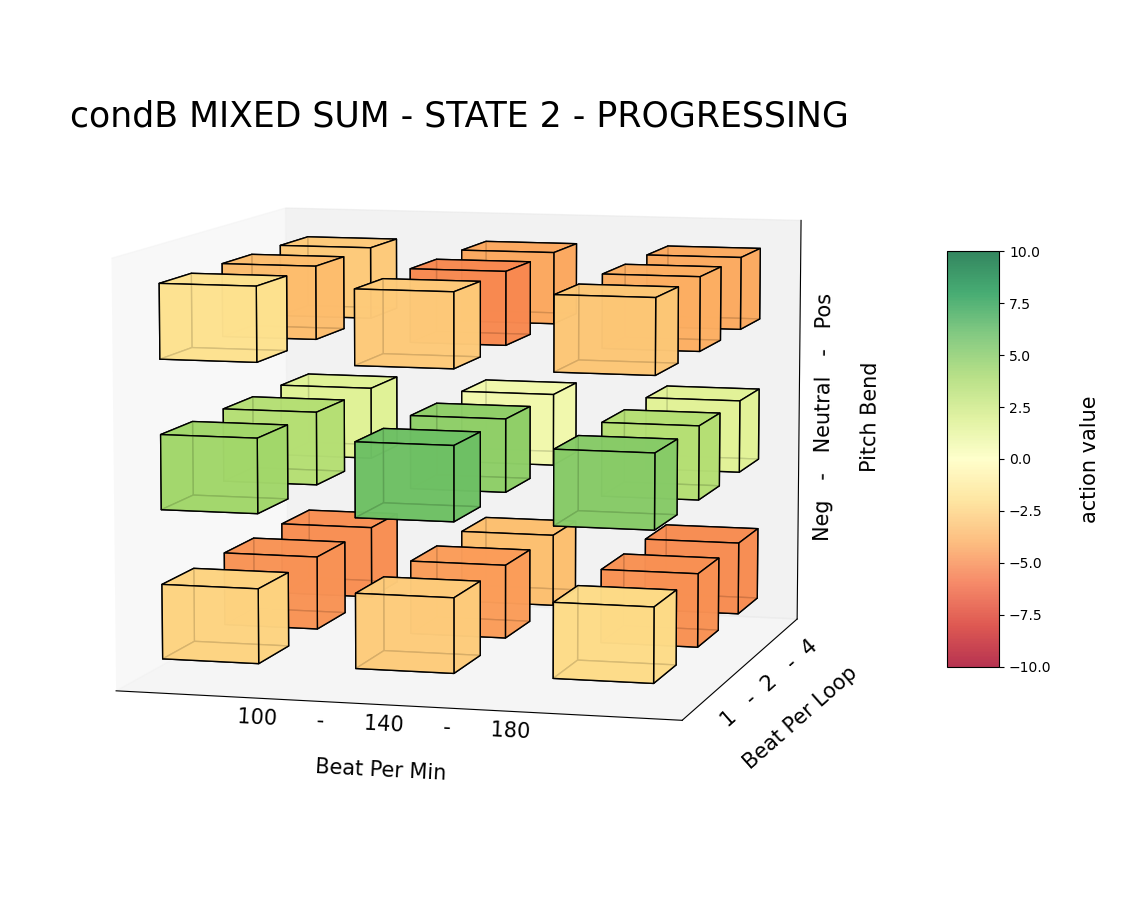 condB MIXED SUM - STATE 2 - PROGRESSING
100 - 140 - 180
Beat Per Min
1 - 2 - 4
Beat Per Loop
Neg - Neutral - Pos
Pitch Bend
10.0
7.5
5.0
2.5
0.0
−2.5
−5.0
−7.5
−10.0
action value